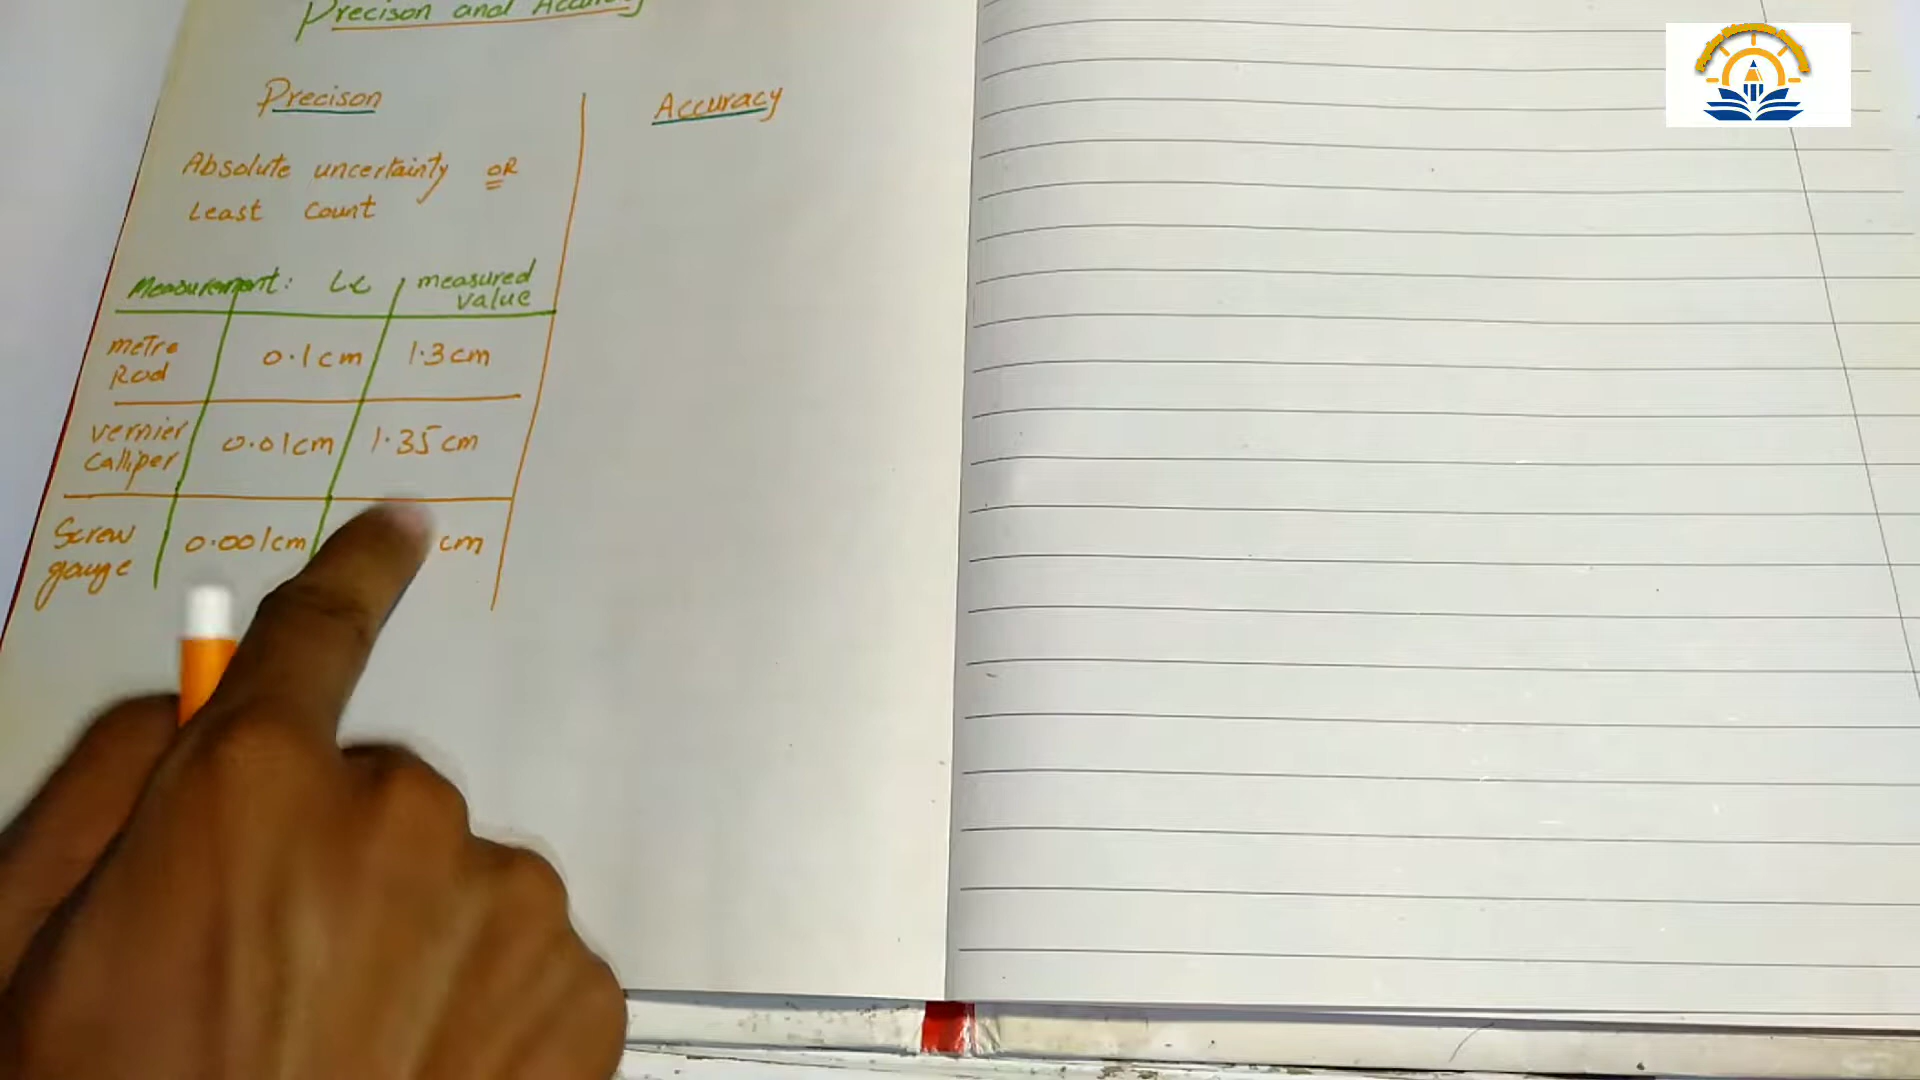 Precison and
Precison
Accuracy
Absolute uncertainty OR
Least Count
Measurement: LC measured
value
metre
Rod 0.1cm 1.3cm
vernier
calliper 0.01cm 1.35cm
Screw
gauge 0.001cm cm